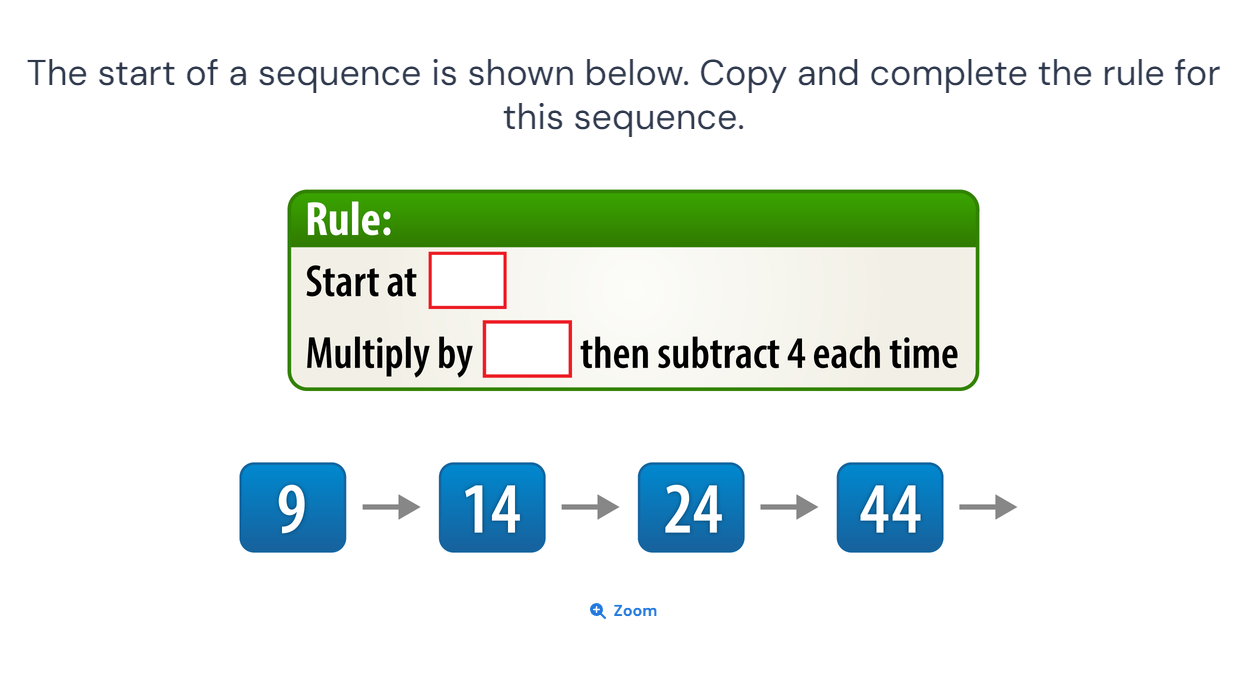 The start of a sequence is shown below. Copy and complete the rule for
this sequence.
Rule:
Start at
Multiply by then subtract 4 each time
9 14 24 44
Zoom